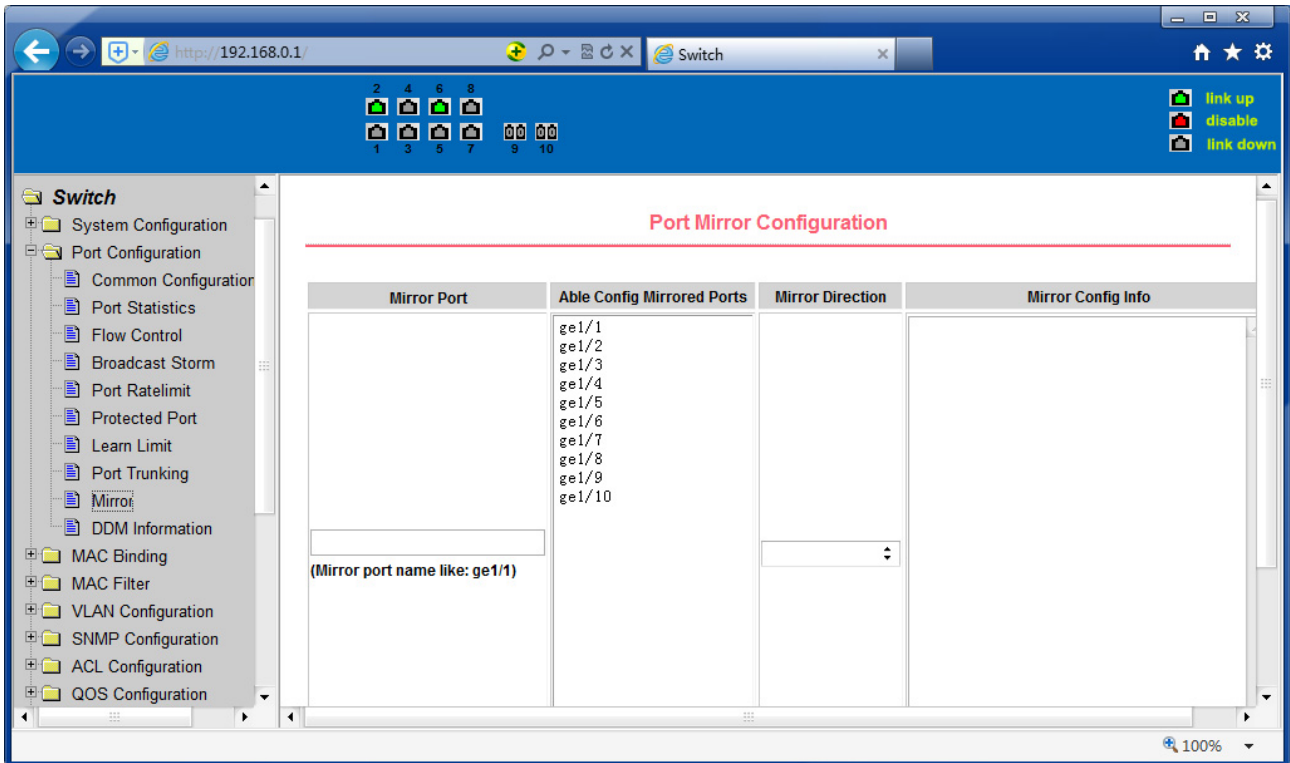 http://192.168.0.1/
Switch
2 4 6 8
1 3 5 7 9 10
link up
disable
link down
Switch
System Configuration
Port Configuration
Common Configuration
Port Statistics
Flow Control
Broadcast Storm
Port Ratelimit
Protected Port
Learn Limit
Port Trunking
Mirror
DDM Information
MAC Binding
MAC Filter
VLAN Configuration
SNMP Configuration
ACL Configuration
QOS Configuration
Port Mirror Configuration
Mirror Port
Able Config Mirrored Ports
Mirror Direction
Mirror Config Info
ge1/1
ge1/2
ge1/3
ge1/4
ge1/5
ge1/6
ge1/7
ge1/8
ge1/9
ge1/10
(Mirror port name like: ge1/1)
100%